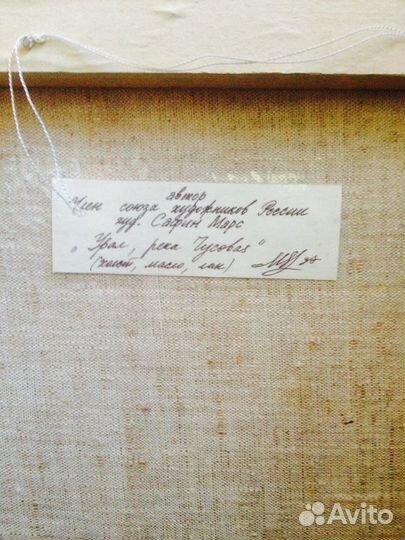 автор
Член союза художников России
худ. Сафин Марс
„Урал, река Чусовая"
(холст, масло, лак)
Avito